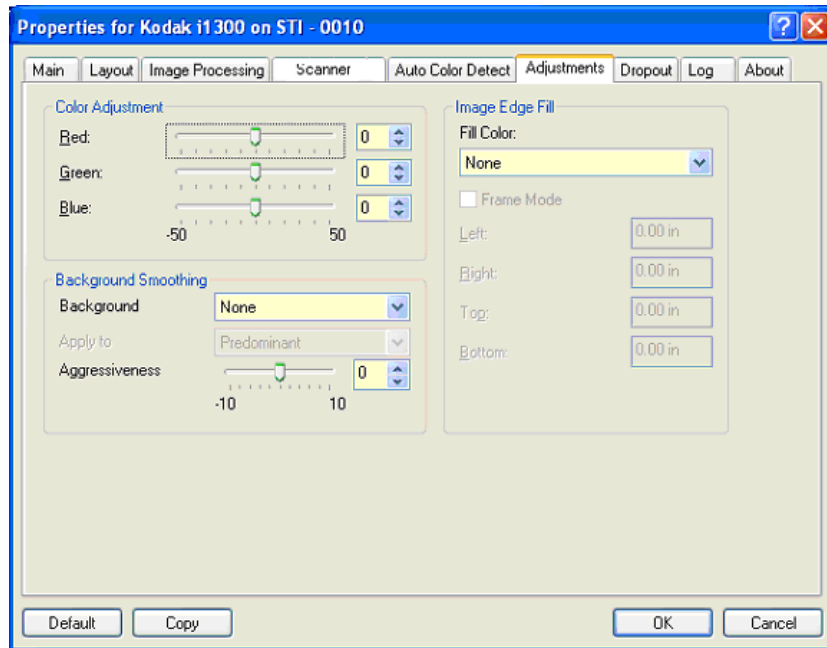 Properties for Kodak i1300 on STI - 0010
Main Layout Image Processing Scanner Auto Color Detect Adjustments Dropout Log About
Color Adjustment
Red: 0
Green: 0
Blue: 0
-50 50
Background Smoothing
Background None
Apply to Predominant
Aggressiveness 0
-10 10
Image Edge Fill
Fill Color:
None
Frame Mode
Left: 0.00 in
Right: 0.00 in
Top: 0.00 in
Bottom: 0.00 in
Default Copy OK Cancel